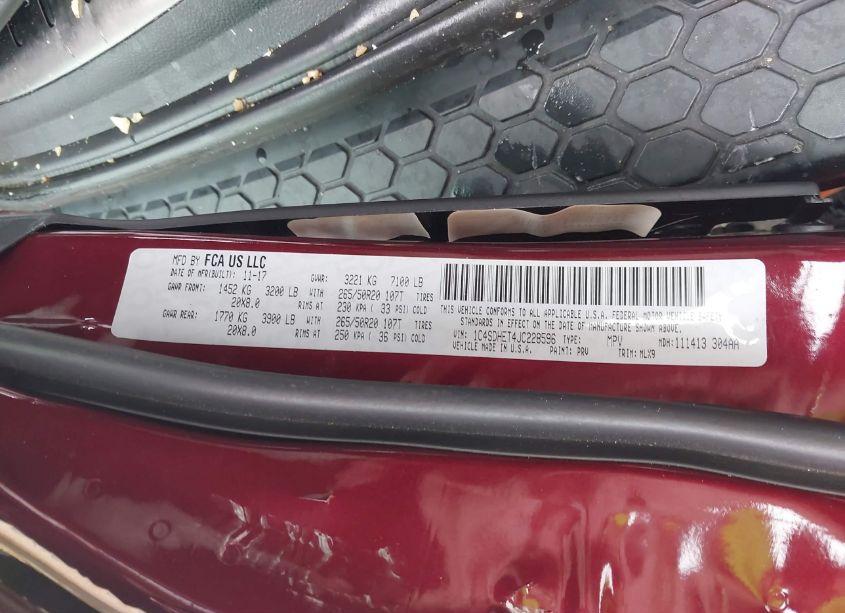 MFD BY FCA US LLC
DATE OF MFR(BUILT): 11-17 GVWR: 3221 KG 7100 LB
GAWR FRONT: 1452 KG 3200 LB WITH 265/50R20 107T TIRES
20X8.0 RIMS AT 230 KPA ( 33 PSI) COLD
GAWR REAR: 1770 KG 3900 LB WITH 265/50R20 107T TIRES
20X8.0 RIMS AT 250 KPA ( 36 PSI) COLD
THIS VEHICLE CONFORMS TO ALL APPLICABLE U.S.A. FEDERAL MOTOR VEHICLE SAFETY
STANDARDS IN EFFECT ON THE DATE OF MANUFACTURE SHOWN ABOVE.
VIN: 1C4SDHET4JC228596 TYPE: MPV MDH:111413 304AA
VEHICLE MADE IN U.S.A. PAINT: PRV TRIM: MLX9